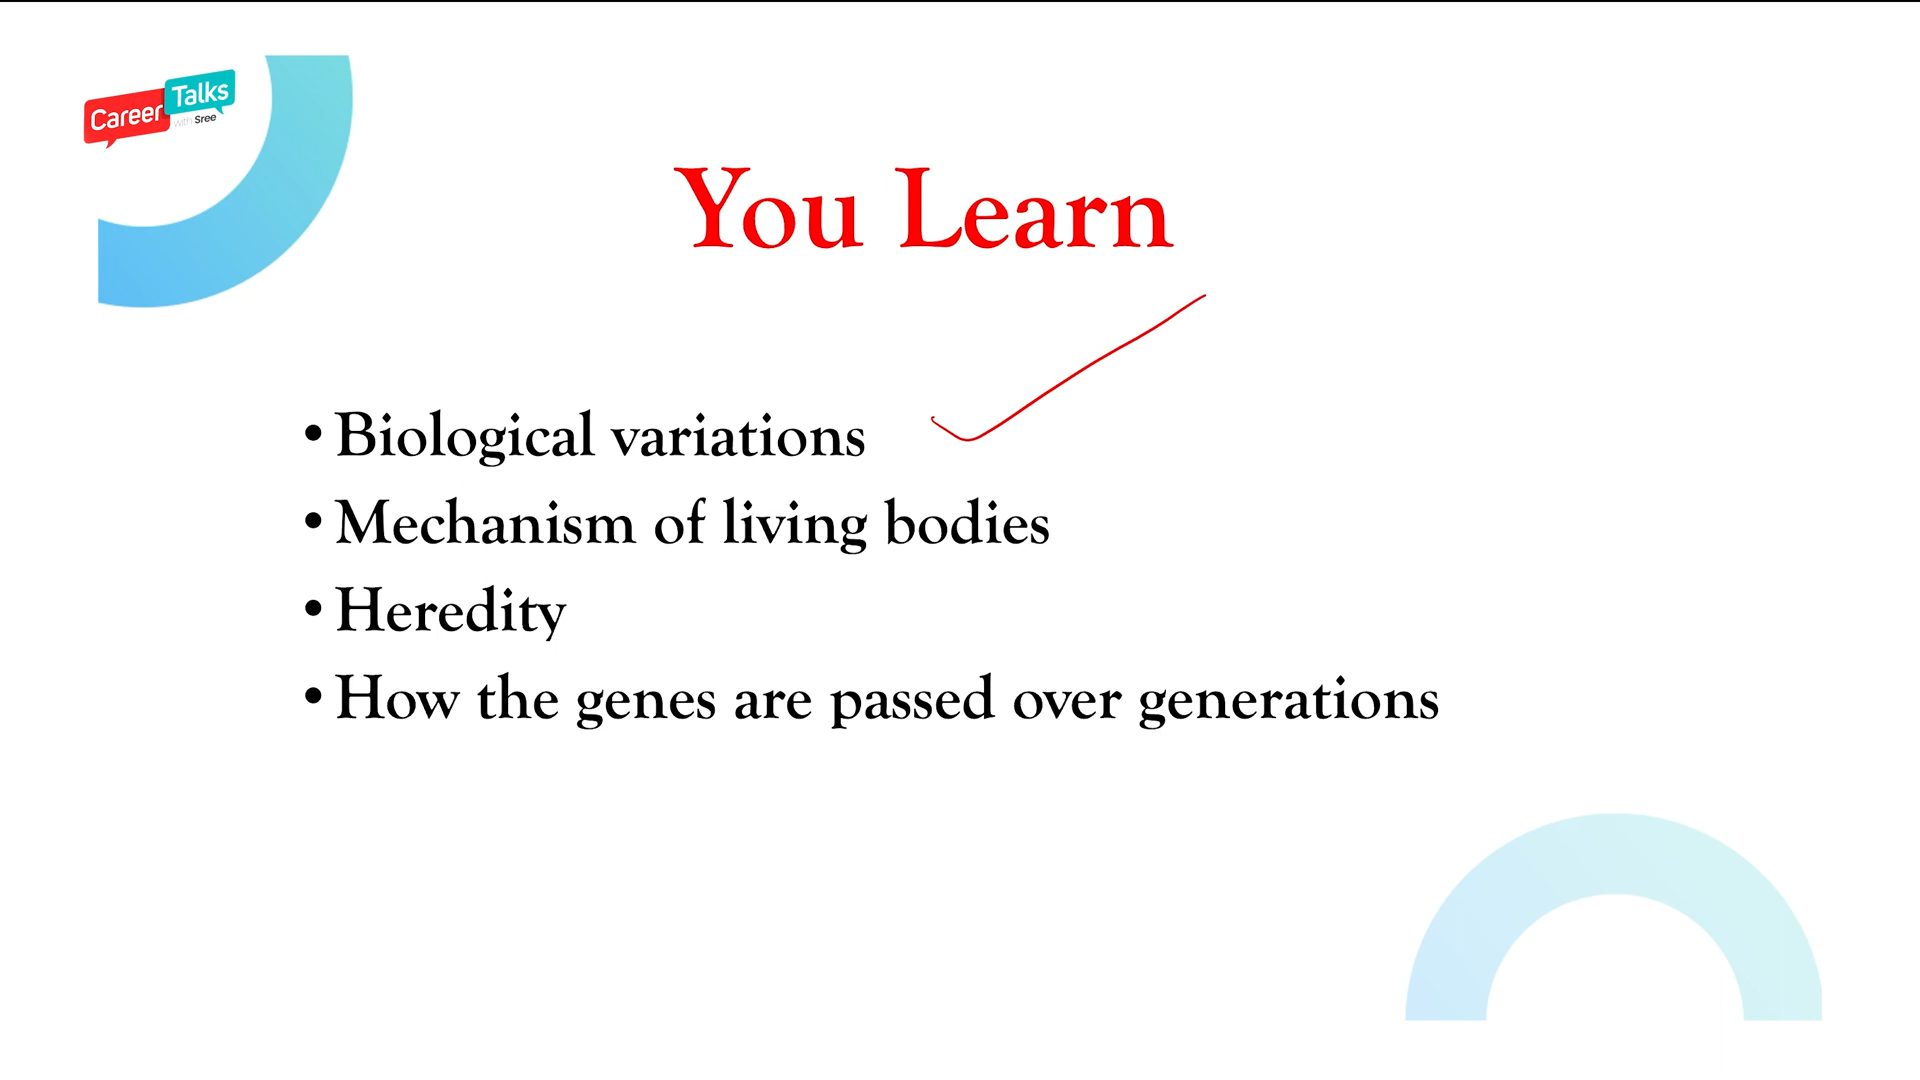 Career Talks
with Sree
You Learn
• Biological variations
• Mechanism of living bodies
• Heredity
• How the genes are passed over generations